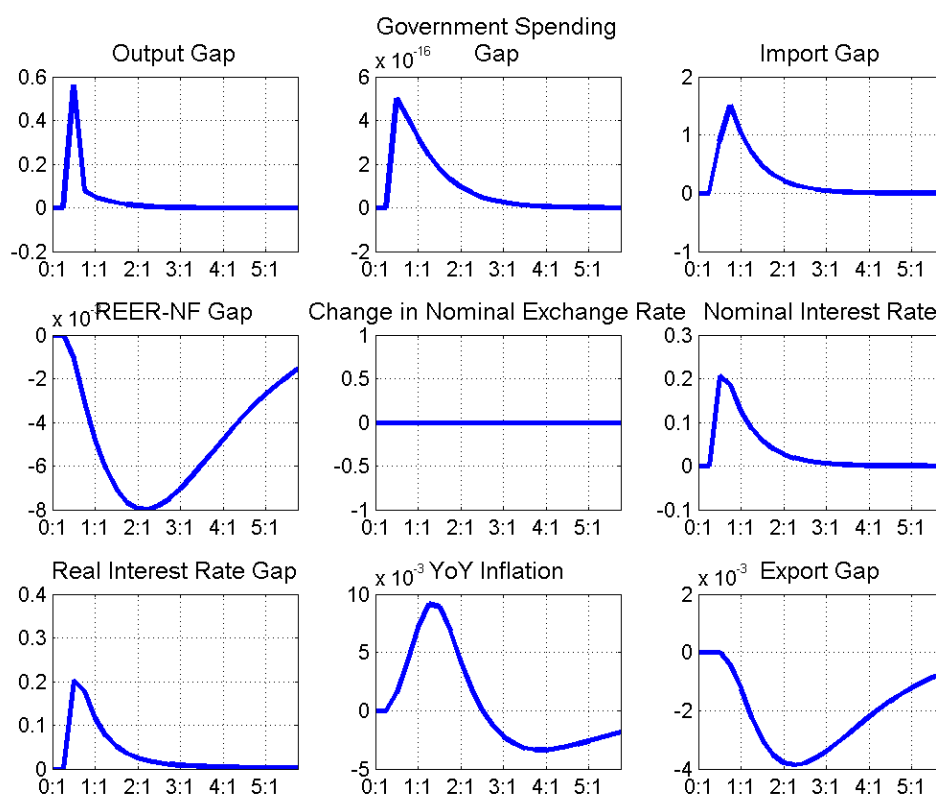 Output Gap
Government Spending
Gap
Import Gap
x 10-16
0.6
0.4
0.2
0
-0.2
0:1 1:1 2:1 3:1 4:1 5:1
6
4
2
0
-2
0:1 1:1 2:1 3:1 4:1 5:1
2
1
0
-1
0:1 1:1 2:1 3:1 4:1 5:1
x 10-3
REER-NF Gap
Change in Nominal Exchange Rate
Nominal Interest Rate
0
-2
-4
-6
-8
0:1 1:1 2:1 3:1 4:1 5:1
1
0.5
0
-0.5
-1
0:1 1:1 2:1 3:1 4:1 5:1
0.3
0.2
0.1
0
-0.1
0:1 1:1 2:1 3:1 4:1 5:1
Real Interest Rate Gap
x 10-3
YoY Inflation
x 10-3
Export Gap
0.4
0.3
0.2
0.1
0
0:1 1:1 2:1 3:1 4:1 5:1
10
5
0
-5
0:1 1:1 2:1 3:1 4:1 5:1
2
0
-2
-4
0:1 1:1 2:1 3:1 4:1 5:1